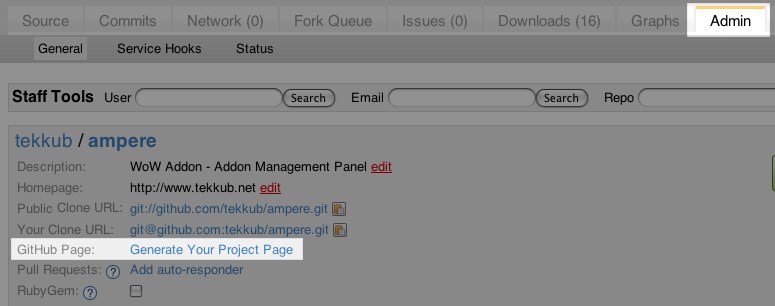 Source Commits Network (0) Fork Queue Issues (0) Downloads (16) Graphs Admin
General Service Hooks Status
Staff Tools User Search Email Search Repo
tekkub / ampere
Description: WoW Addon - Addon Management Panel edit
Homepage: http://www.tekkub.net edit
Public Clone URL: git://github.com/tekkub/ampere.git
Your Clone URL: git@github.com:tekkub/ampere.git
GitHub Page: Generate Your Project Page
Pull Requests: ? Add auto-responder
RubyGem: ?